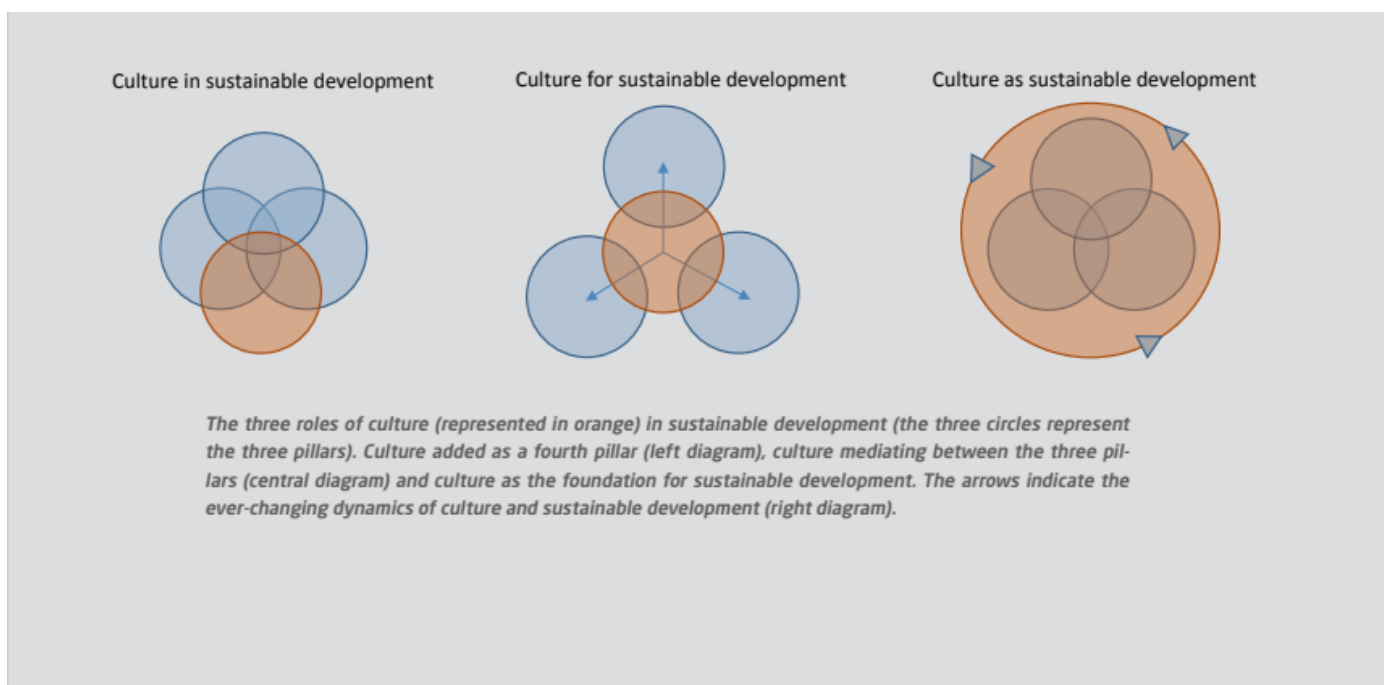 Culture in sustainable development
Culture for sustainable development
Culture as sustainable development
The three roles of culture (represented in orange) in sustainable development (the three circles represent
the three pillars). Culture added as a fourth pillar (left diagram), culture mediating between the three pil-
lars (central diagram) and culture as the foundation for sustainable development. The arrows indicate the
ever-changing dynamics of culture and sustainable development (right diagram).